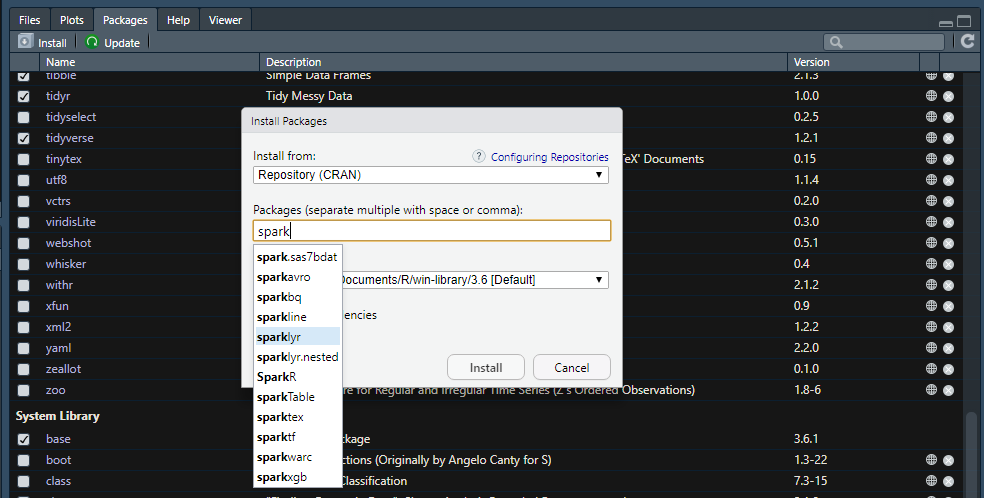 Files Plots Packages Help Viewer
Install Update
Name Description Version
tibble Simple Data Frames 2.1.3
tidyr Tidy Messy Data 1.0.0
tidyselect 0.2.5
tidyverse 1.2.1
tinytex TeX' Documents 0.15
utf8 1.1.4
vctrs 0.2.0
viridisLite 0.3.0
webshot 0.5.1
whisker 0.4
withr 2.1.2
xfun 0.9
xml2 1.2.2
yaml 2.2.0
zeallot 0.1.0
zoo re for Regular and Irregular Time Series (Z's Ordered Observations) 1.8-6
System Library
base ckage 3.6.1
boot ctions (Originally by Angelo Canty for S) 1.3-22
class Classification 7.3-15
Install Packages
Install from:
? Configuring Repositories
Repository (CRAN)
Packages (separate multiple with space or comma):
spark
Documents/R/win-library/3.6 [Default]
encies
Install Cancel
spark.sas7bdat
sparkavro
sparkbq
sparkline
sparklyr
sparklyr.nested
SparkR
sparkTable
sparktex
sparktf
sparkwarc
sparkxgb